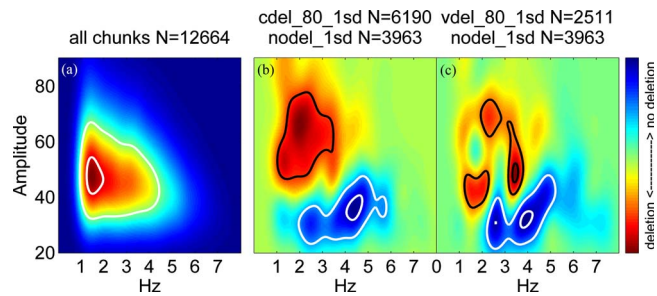 all chunks N=12664
cdel_80_1sd N=6190
nodel_1sd N=3963
vdel_80_1sd N=2511
nodel_1sd N=3963
(a)
(b)
(c)
Amplitude
80
60
40
20
1 2 3 4 5 6 7
Hz
1 2 3 4 5 6 7
Hz
0 1 2 3 4 5 6 7
Hz
deletion <--------> no deletion